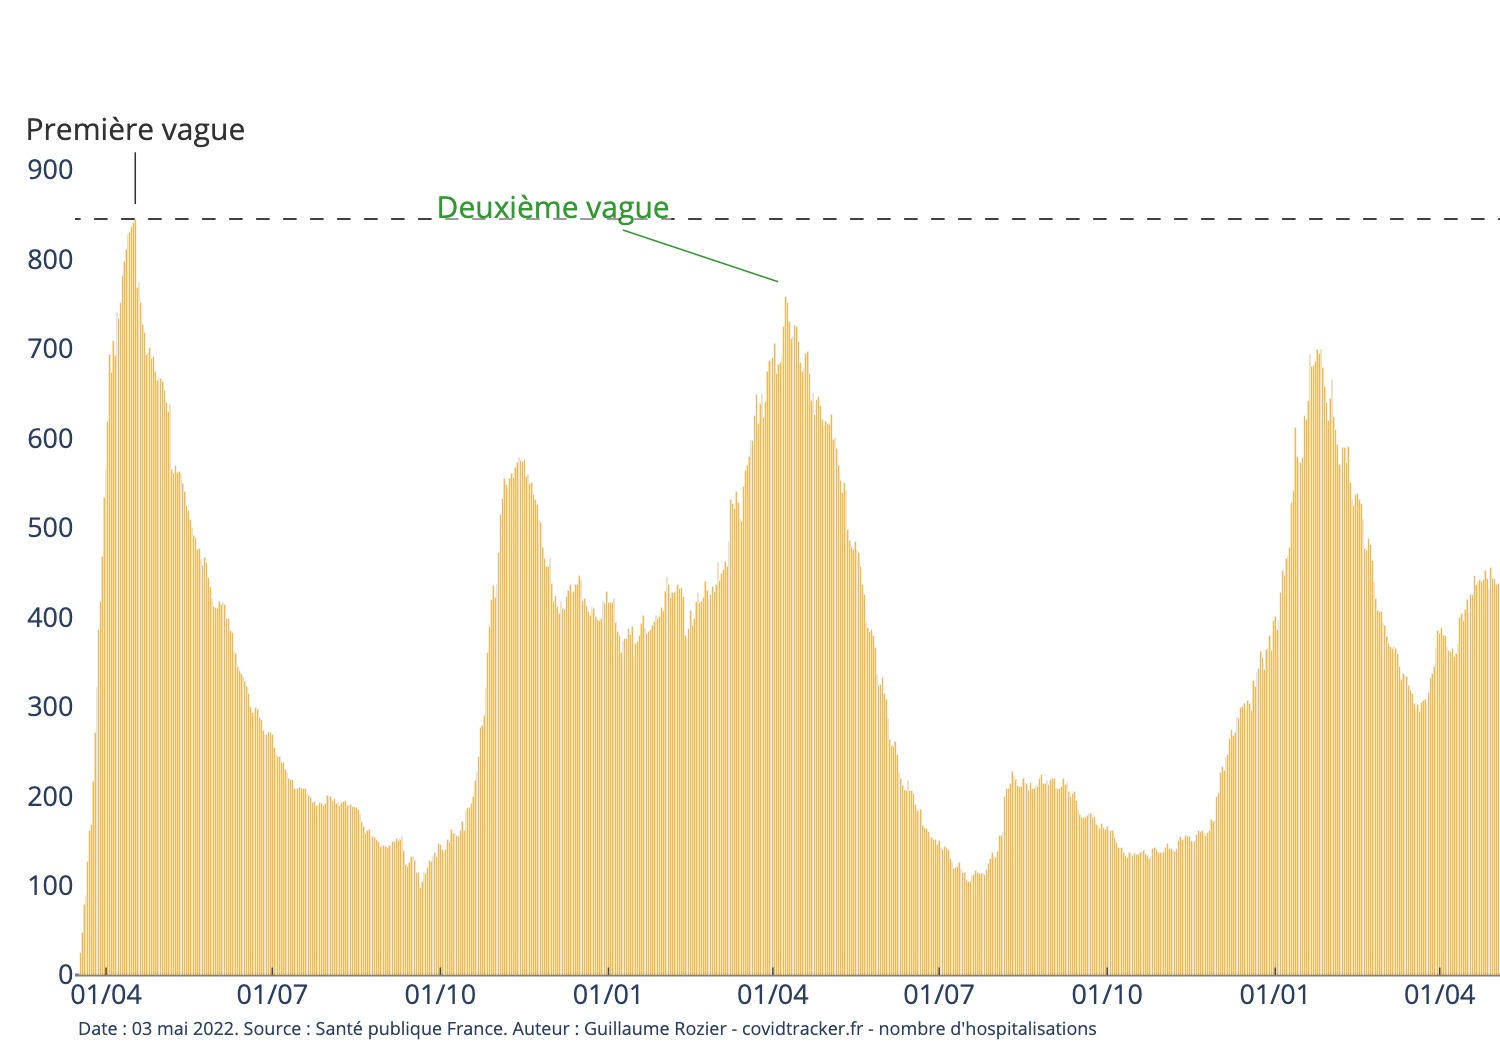 Première vague
900
Deuxième vague
800
700
600
500
400
300
200
100
0
01/04 01/07 01/10 01/01 01/04 01/07 01/10 01/01 01/04
Date : 03 mai 2022. Source : Santé publique France. Auteur : Guillaume Rozier - covidtracker.fr - nombre d'hospitalisations